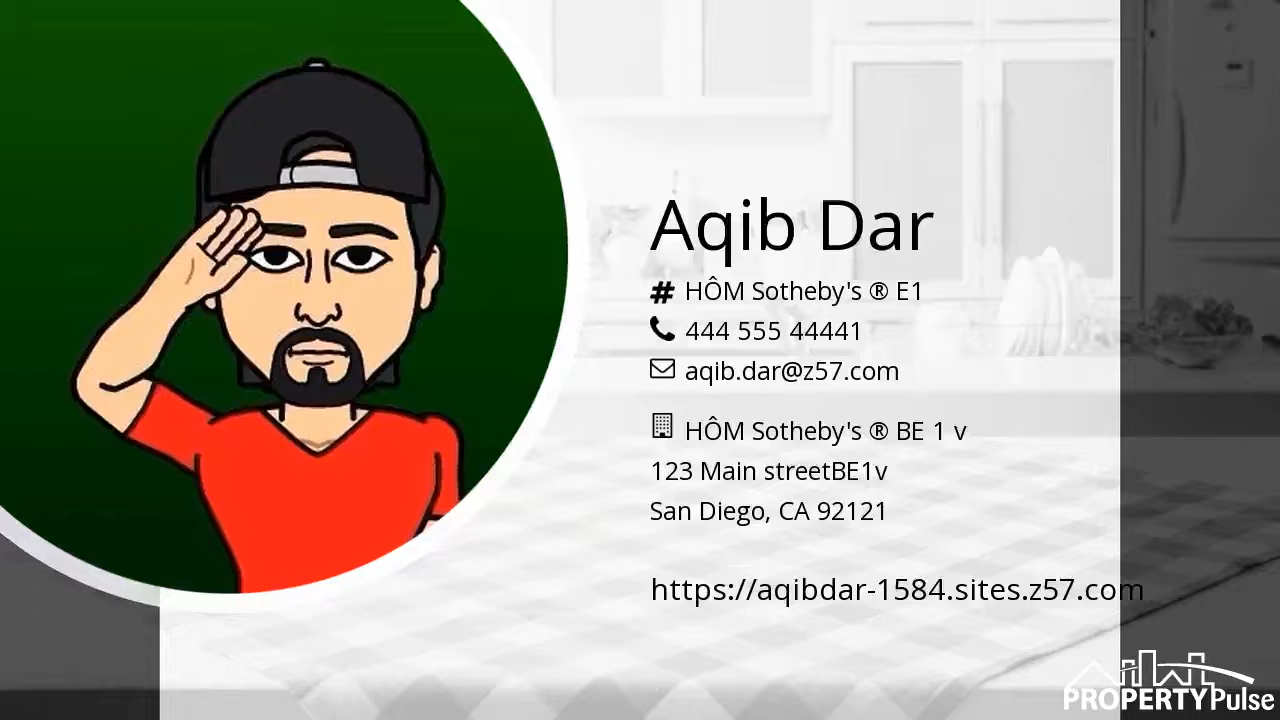 Aqib Dar
# HÔM Sotheby's ® E1
444 555 44441
aqib.dar@z57.com
HÔM Sotheby's ® BE 1 v
123 Main streetBE1v
San Diego, CA 92121
https://aqibdar-1584.sites.z57.com
PROPERTYPulse